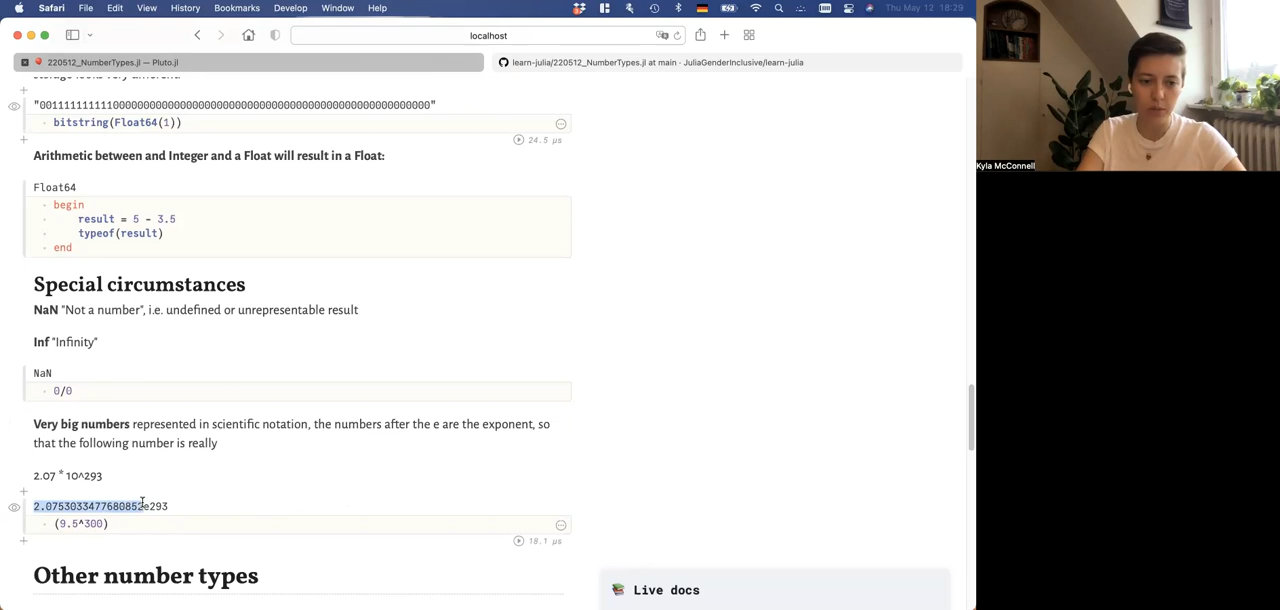 Safari File Edit View History Bookmarks Develop Window Help Thu May 12 18:29
localhost
220512_NumberTypes.jl — Pluto.jl
learn-julia/220512_NumberTypes.jl at main · JuliaGenderInclusive/learn-julia
bitstring(Float64(1))
24.5 μs
Arithmetic between and Integer and a Float will result in a Float:
Float64
begin
result = 5 - 3.5
typeof(result)
end
Special circumstances
NaN "Not a number", i.e. undefined or unrepresentable result
Inf "Infinity"
NaN
0/0
Very big numbers represented in scientific notation, the numbers after the e are the exponent, so
that the following number is really
2.07 * 10^293
2.0753033477680852e293
(9.5^300)
18.1 μs
Other number types
Live docs
Kyla McConnell